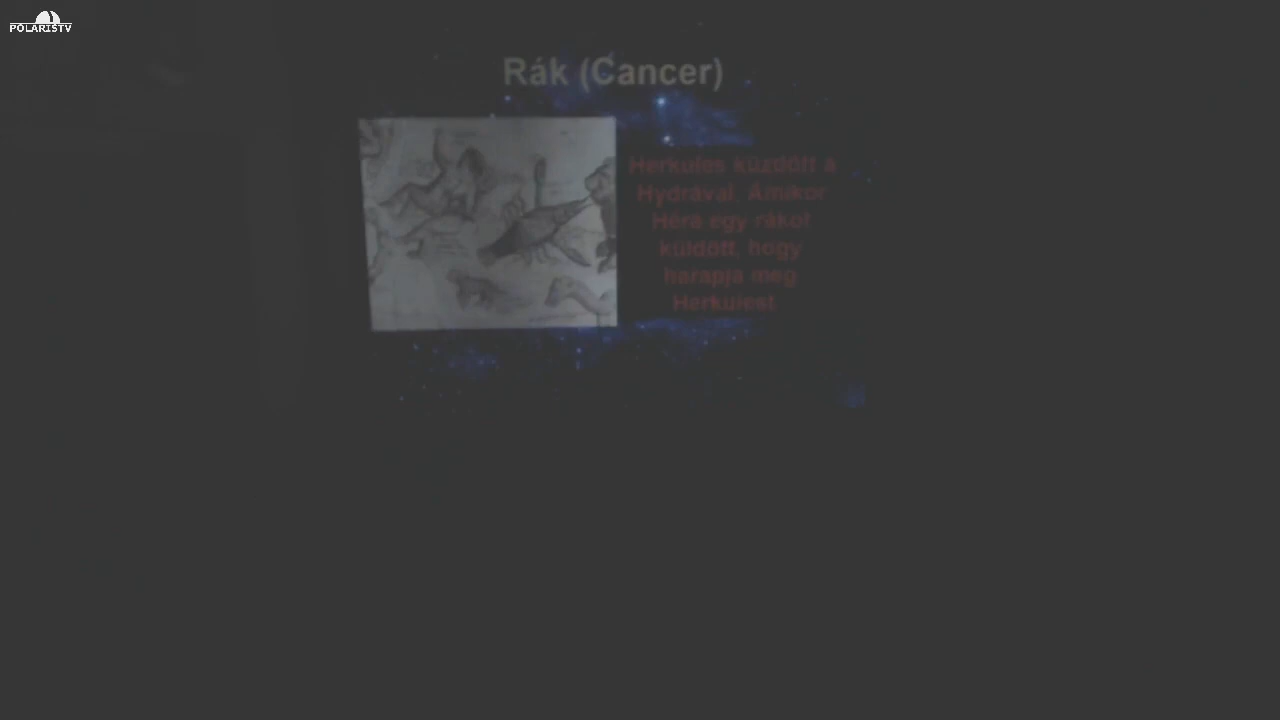 POLARISTV
Rák (Cancer)
Herkules küzdött a
Hydrával. Amikor
Héra egy rákot
küldött, hogy
harapja meg
Herkulest